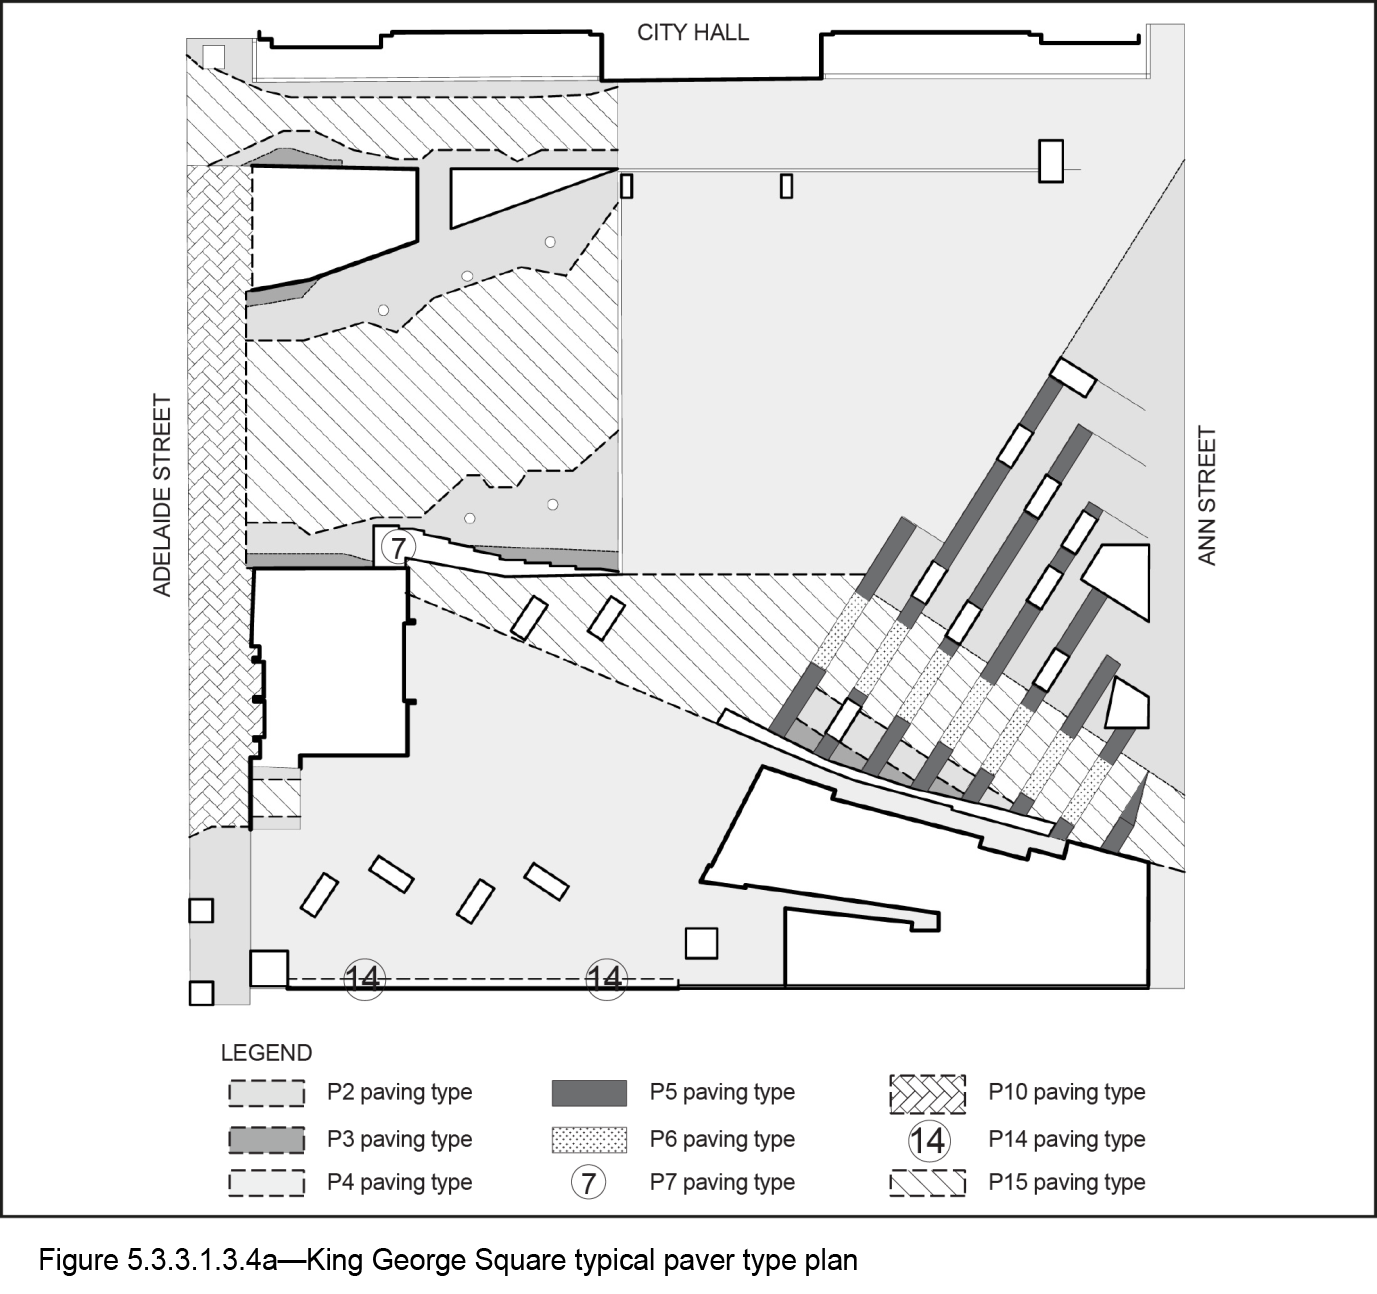 CITY HALL
ADELAIDE STREET
ANN STREET
7
14
14
LEGEND
P2 paving type
P5 paving type
P10 paving type
P3 paving type
P6 paving type
14
P14 paving type
P4 paving type
7
P7 paving type
P15 paving type
Figure 5.3.3.1.3.4a—King George Square typical paver type plan